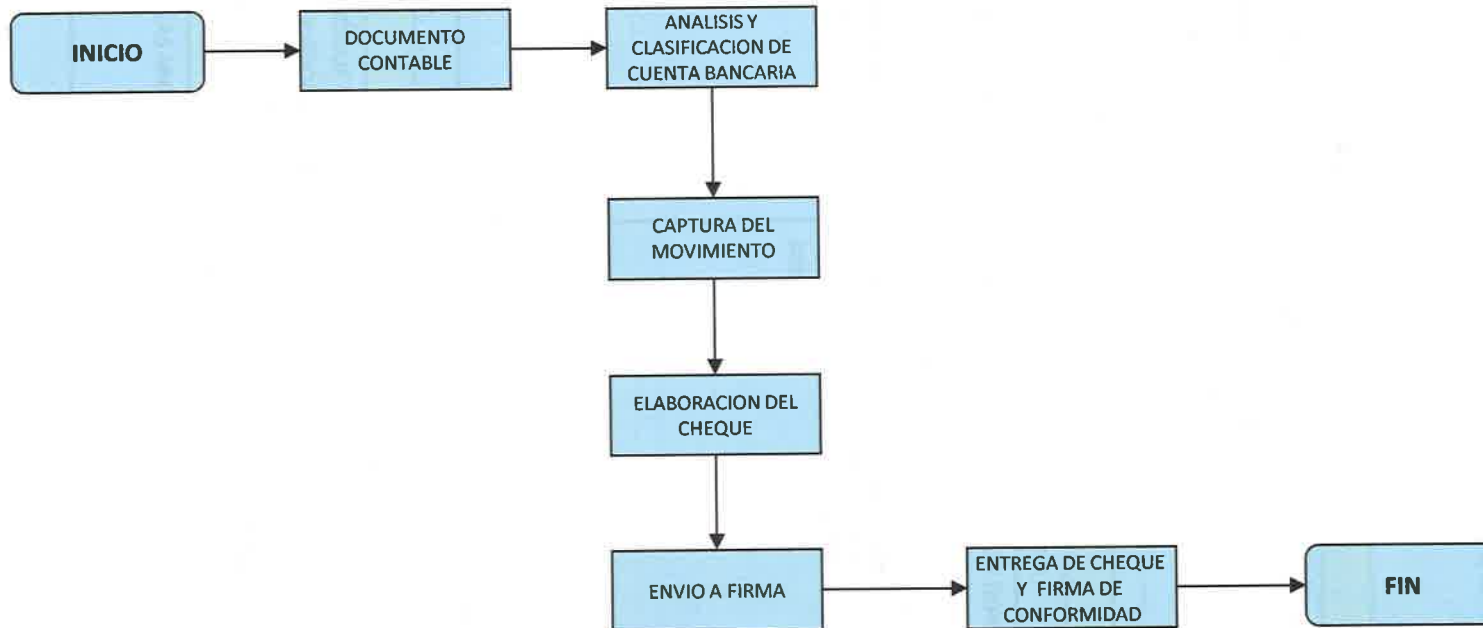 INICIO
DOCUMENTO
CONTABLE
ANALISIS Y
CLASIFICACION DE
CUENTA BANCARIA
CAPTURA DEL
MOVIMIENTO
ELABORACION DEL
CHEQUE
ENVIO A FIRMA
ENTREGA DE CHEQUE
Y FIRMA DE
CONFORMIDAD
FIN